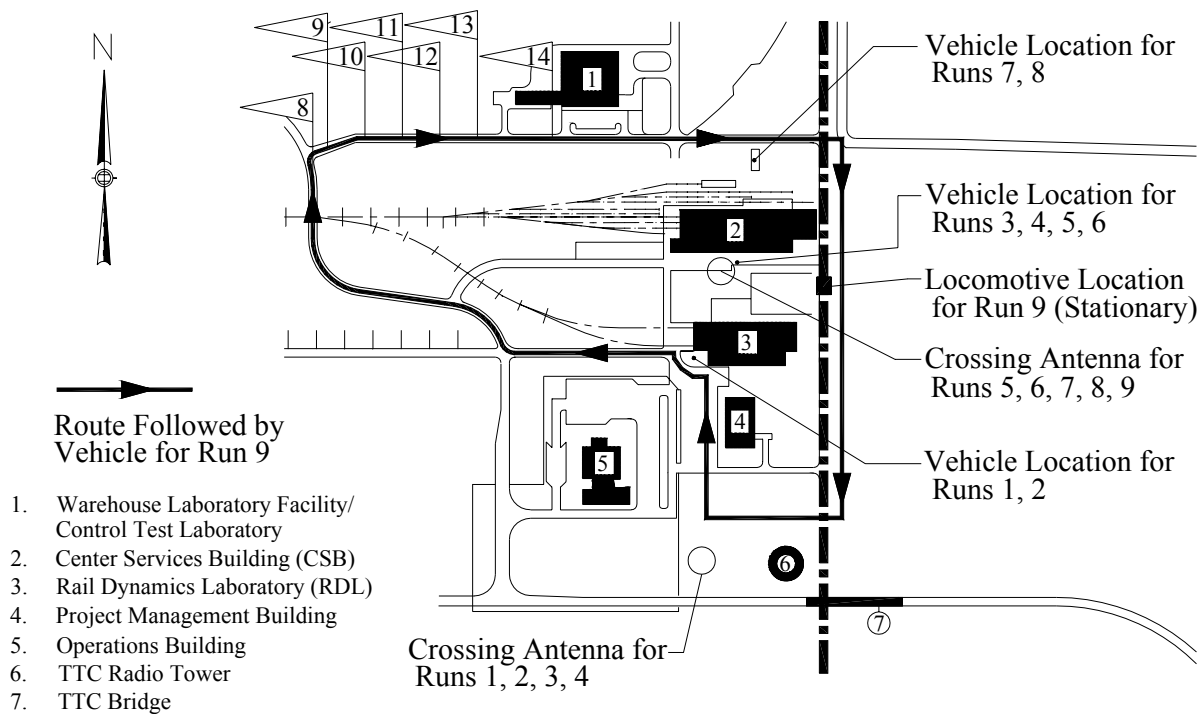 9
11
13
10
12
14
8
N
1
Vehicle Location for
Runs 7, 8
2
Vehicle Location for
Runs 3, 4, 5, 6
Locomotive Location
for Run 9 (Stationary)
3
Crossing Antenna for
Runs 5, 6, 7, 8, 9
4
5
Vehicle Location for
Runs 1, 2
Route Followed by
Vehicle for Run 9
1. Warehouse Laboratory Facility/
Control Test Laboratory
2. Center Services Building (CSB)
3. Rail Dynamics Laboratory (RDL)
4. Project Management Building
5. Operations Building
6. TTC Radio Tower
7. TTC Bridge
6
7
Crossing Antenna for
Runs 1, 2, 3, 4